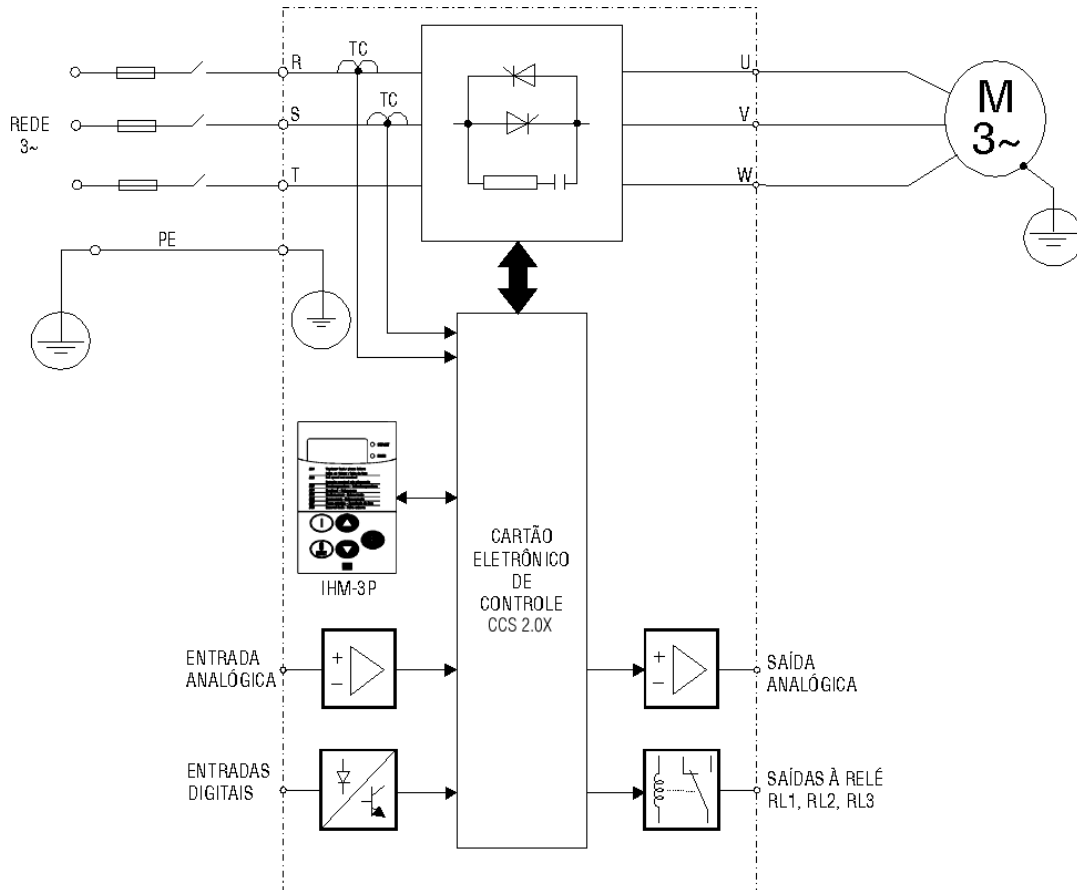 TC
R
U
TC
S
V
M
3~
REDE
3~
T
W
PE
IHM-3P
CARTÃO
ELETRÔNICO
DE
CONTROLE
CCS 2.0X
ENTRADA
ANALÓGICA
+
−
+
−
SAÍDA
ANALÓGICA
ENTRADAS
DIGITAIS
SAÍDAS À RELÉ
RL1, RL2, RL3